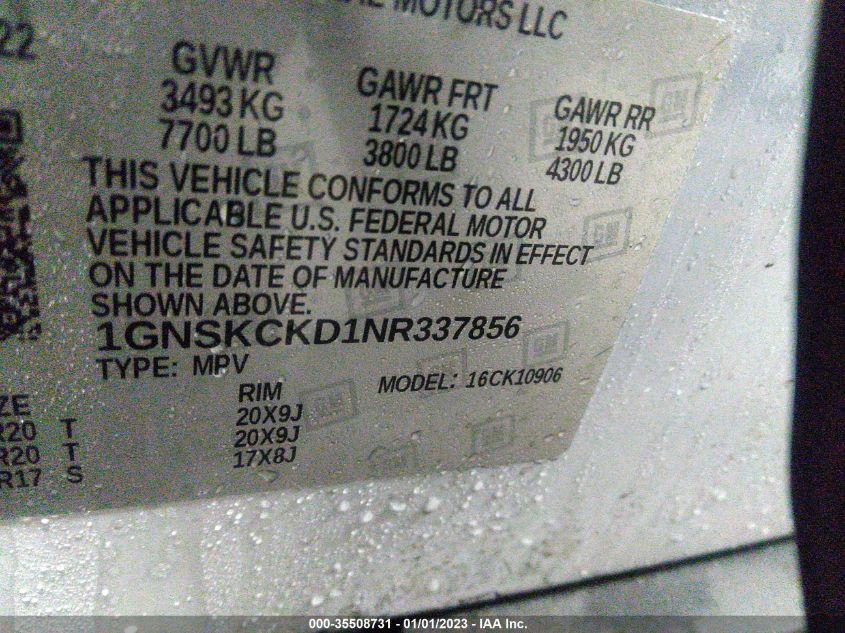 MOTORS LLC
22
GVWR GAWR FRT GAWR RR
3493 KG 1724 KG 1950 KG
7700 LB 3800 LB 4300 LB
THIS VEHICLE CONFORMS TO ALL
APPLICABLE U.S. FEDERAL MOTOR
VEHICLE SAFETY STANDARDS IN EFFECT
ON THE DATE OF MANUFACTURE
SHOWN ABOVE.
1GNSKCKD1NR337856
TYPE: MPV MODEL: 16CK10906
ZE RIM
R20 T 20X9J
R20 T 20X9J
R17 S 17X8J
000-35508731 - 01/01/2023 - IAA Inc.